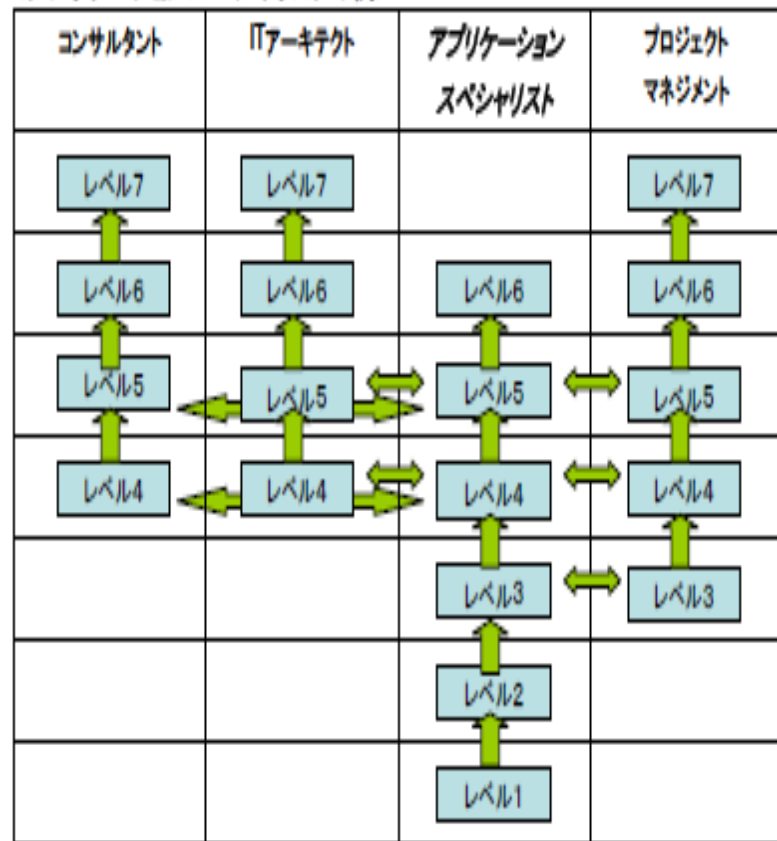 コンサルタント
ITアーキテクト
アプリケーション
スペシャリスト
プロジェクト
マネジメント
レベル7
レベル7
レベル7
レベル6
レベル6
レベル6
レベル6
レベル5
レベル5
レベル5
レベル5
レベル4
レベル4
レベル4
レベル4
レベル3
レベル3
レベル2
レベル1